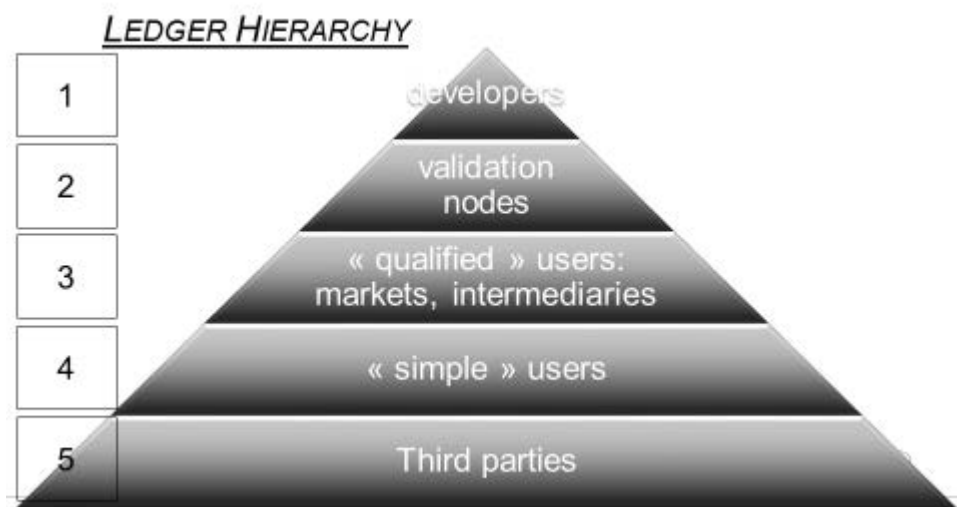 LEDGER HIERARCHY
1
developers
2
validation
nodes
3
« qualified » users:
markets, intermediaries
4
« simple » users
5
Third parties